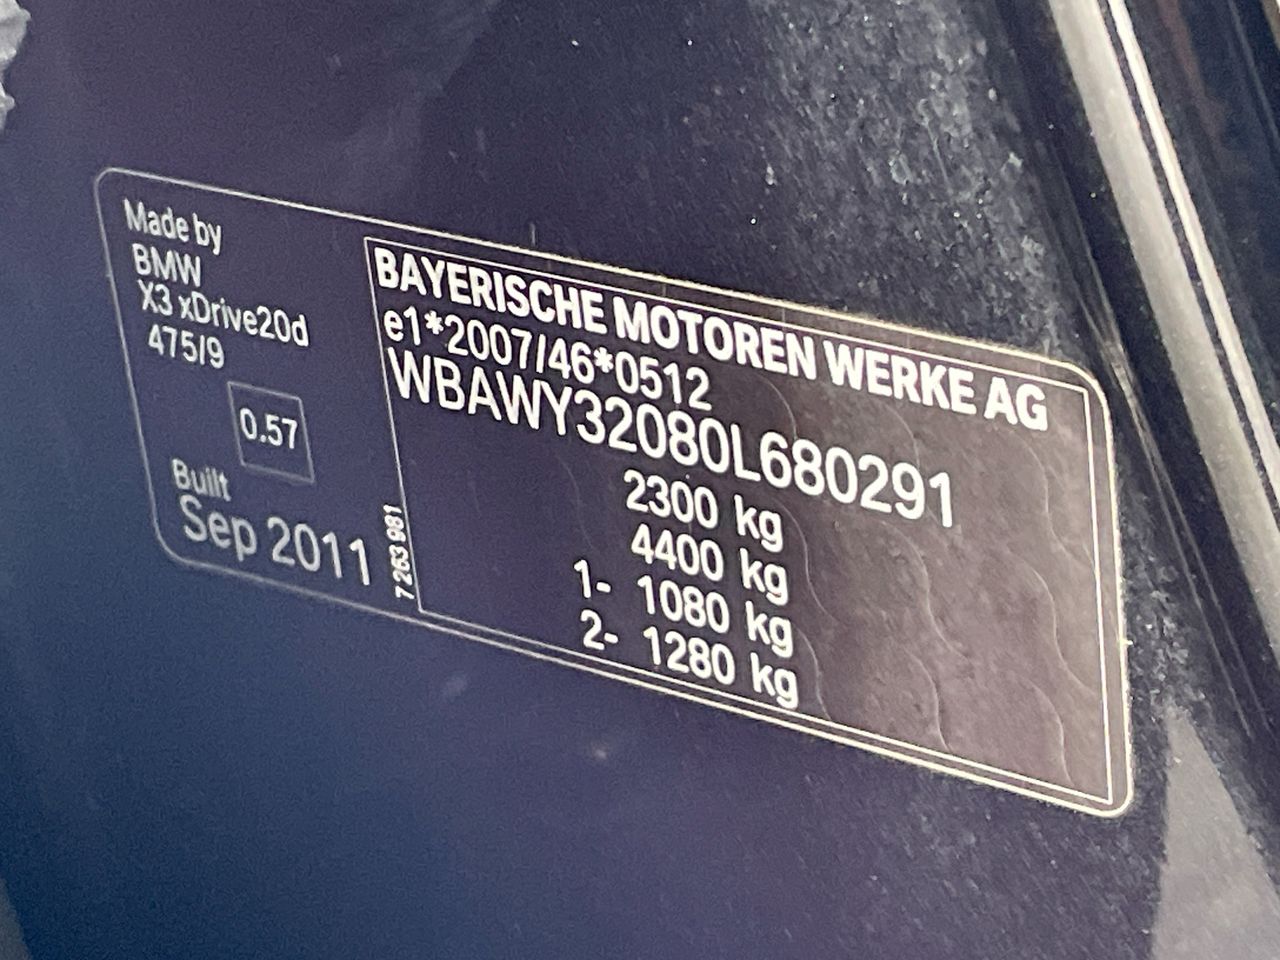 Made by
BMW
X3 xDrive20d
475/9
0.57
Built
Sep 2011
7 263 981
BAYERISCHE MOTOREN WERKE AG
e1*2007/46*0512
WBAWY32080L680291
2300 kg
4400 kg
1- 1080 kg
2- 1280 kg